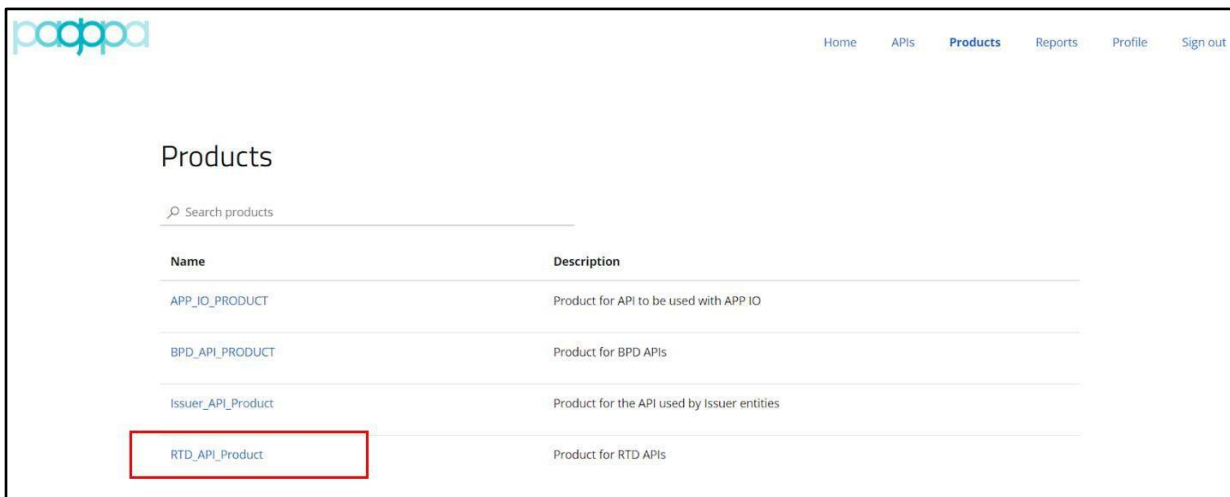 pagopa
Home APIs Products Reports Profile Sign out
Products
Search products
Name Description
APP_IO_PRODUCT Product for API to be used with APP IO
BPD_API_PRODUCT Product for BPD APIs
Issuer_API_Product Product for the API used by Issuer entities
RTD_API_Product Product for RTD APIs